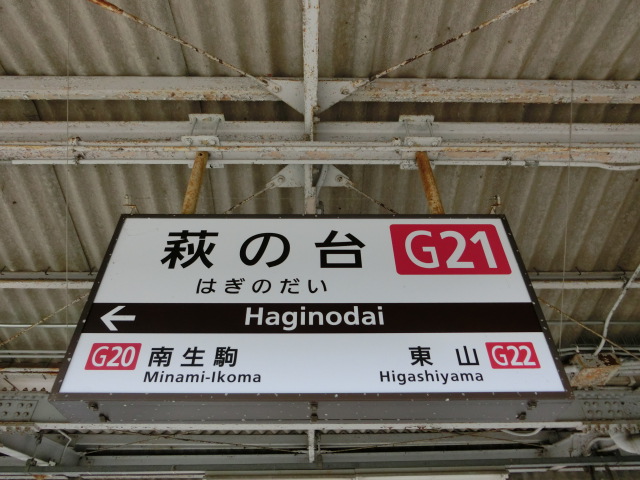 萩の台 G21
はぎのだい
Haginodai
G20 南生駒 東山 G22
Minami-Ikoma Higashiyama